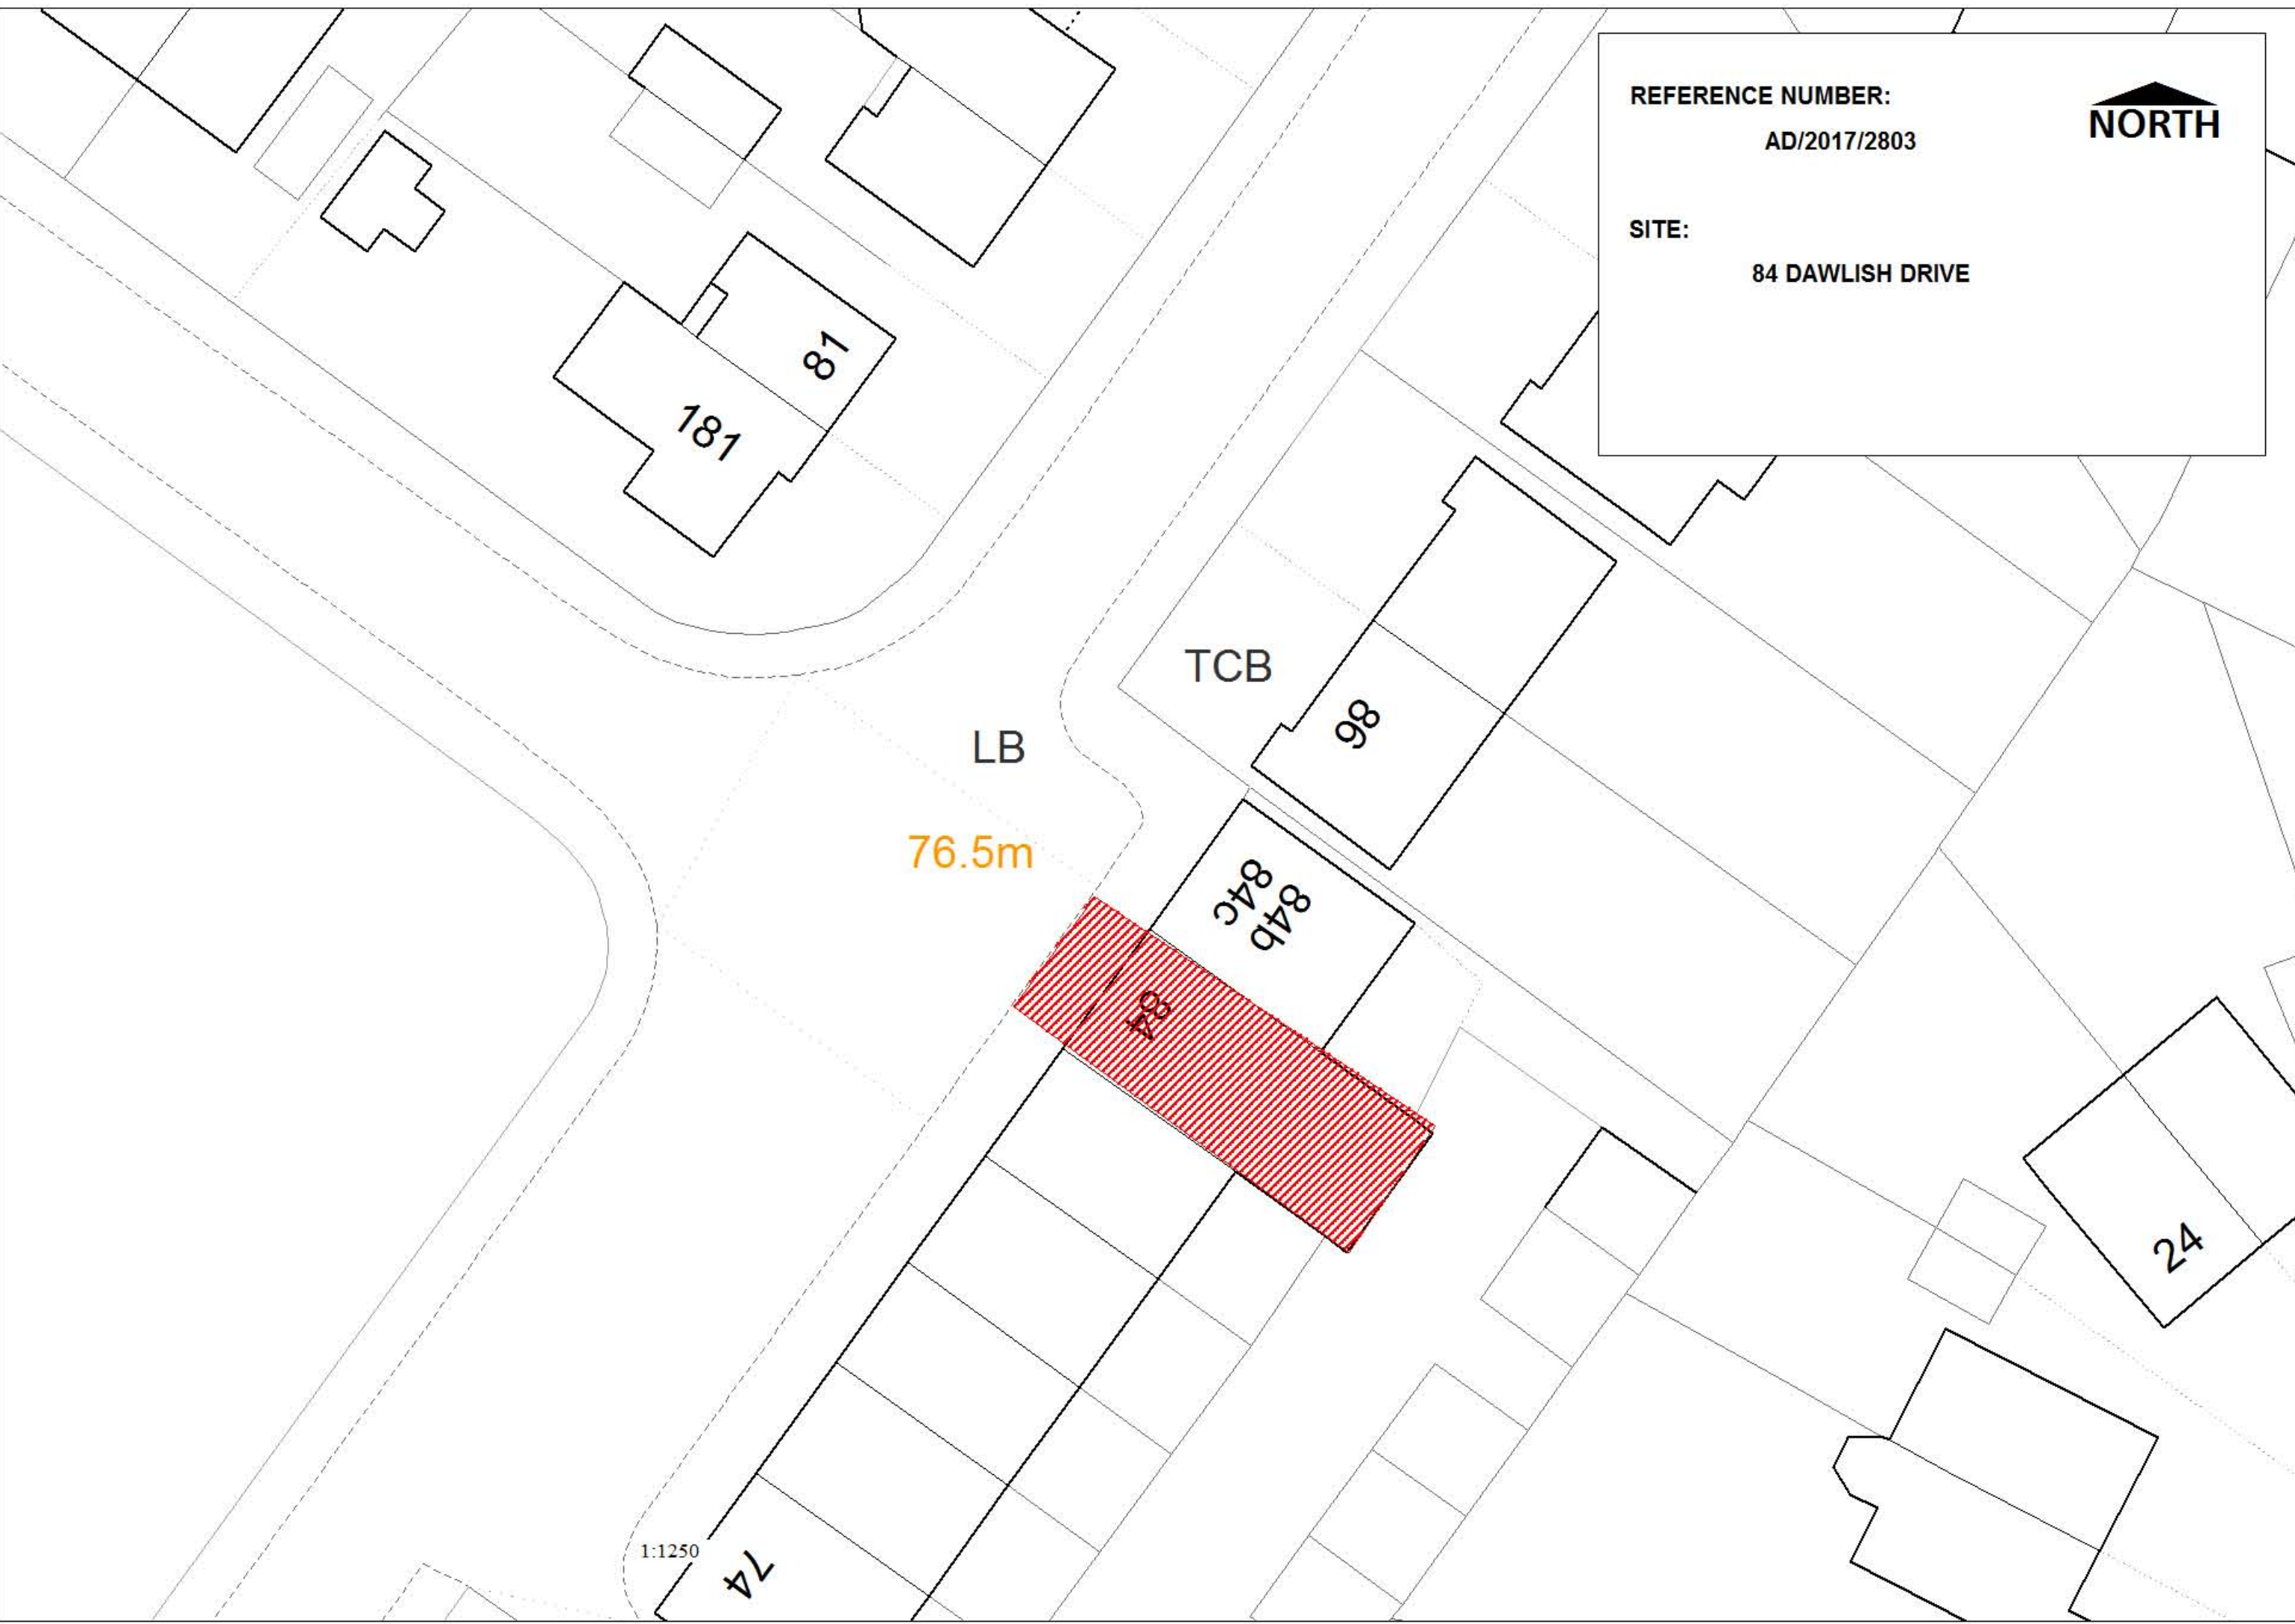 REFERENCE NUMBER:
AD/2017/2803
NORTH
SITE:
84 DAWLISH DRIVE
81
181
TCB
86
LB
76.5m
84c
84b
84
24
1:1250
74